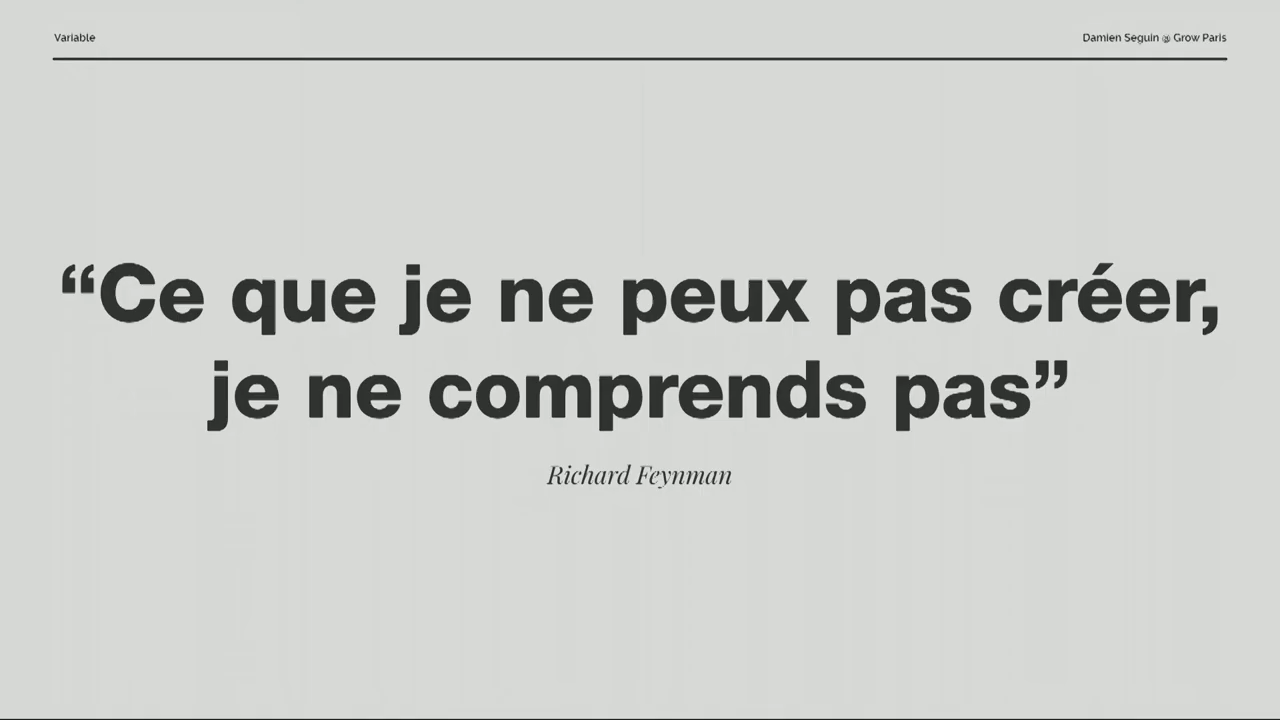 Variable
Damien Seguin @ Grow Paris
“Ce que je ne peux pas créer,
je ne comprends pas”
Richard Feynman